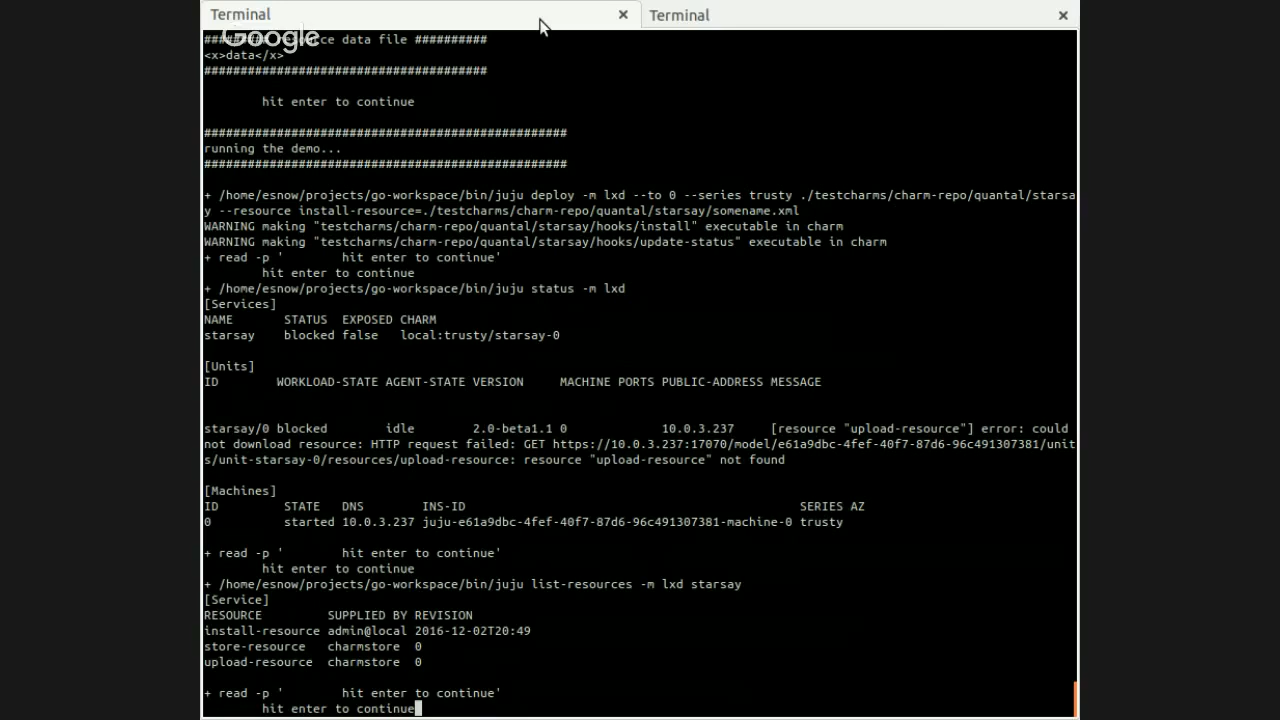 Terminal
Terminal
Google
######### resource data file ##########
<x>data</x>
#######################################
hit enter to continue
##################################################
running the demo...
##################################################
+ /home/esnow/projects/go-workspace/bin/juju deploy -m lxd --to 0 --series trusty ./testcharms/charm-repo/quantal/starsa
y --resource install-resource=./testcharms/charm-repo/quantal/starsay/somename.xml
WARNING making "testcharms/charm-repo/quantal/starsay/hooks/install" executable in charm
WARNING making "testcharms/charm-repo/quantal/starsay/hooks/update-status" executable in charm
+ read -p '        hit enter to continue'
hit enter to continue
+ /home/esnow/projects/go-workspace/bin/juju status -m lxd
[Services]
NAME       STATUS  EXPOSED CHARM
starsay    blocked false   local:trusty/starsay-0
[Units]
ID        WORKLOAD-STATE AGENT-STATE VERSION     MACHINE PORTS PUBLIC-ADDRESS MESSAGE
starsay/0 blocked        idle        2.0-beta1.1 0             10.0.3.237     [resource "upload-resource"] error: could
not download resource: HTTP request failed: GET https://10.0.3.237:17070/model/e61a9dbc-4fef-40f7-87d6-96c491307381/unit
s/unit-starsay-0/resources/upload-resource: resource "upload-resource" not found
[Machines]
ID         STATE   DNS        INS-ID                                              SERIES AZ
0          started 10.0.3.237 juju-e61a9dbc-4fef-40f7-87d6-96c491307381-machine-0 trusty
+ read -p '        hit enter to continue'
hit enter to continue
+ /home/esnow/projects/go-workspace/bin/juju list-resources -m lxd starsay
[Service]
RESOURCE         SUPPLIED BY REVISION
install-resource admin@local 2016-12-02T20:49
store-resource   charmstore  0
upload-resource  charmstore  0
+ read -p '        hit enter to continue'
hit enter to continue